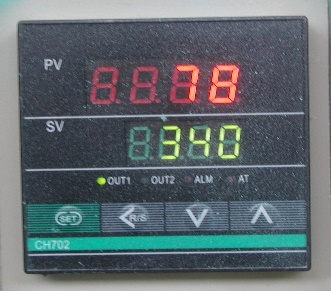 PV 78
SV 340
OUT1 OUT2 ALM AT
SET R/S
CH702